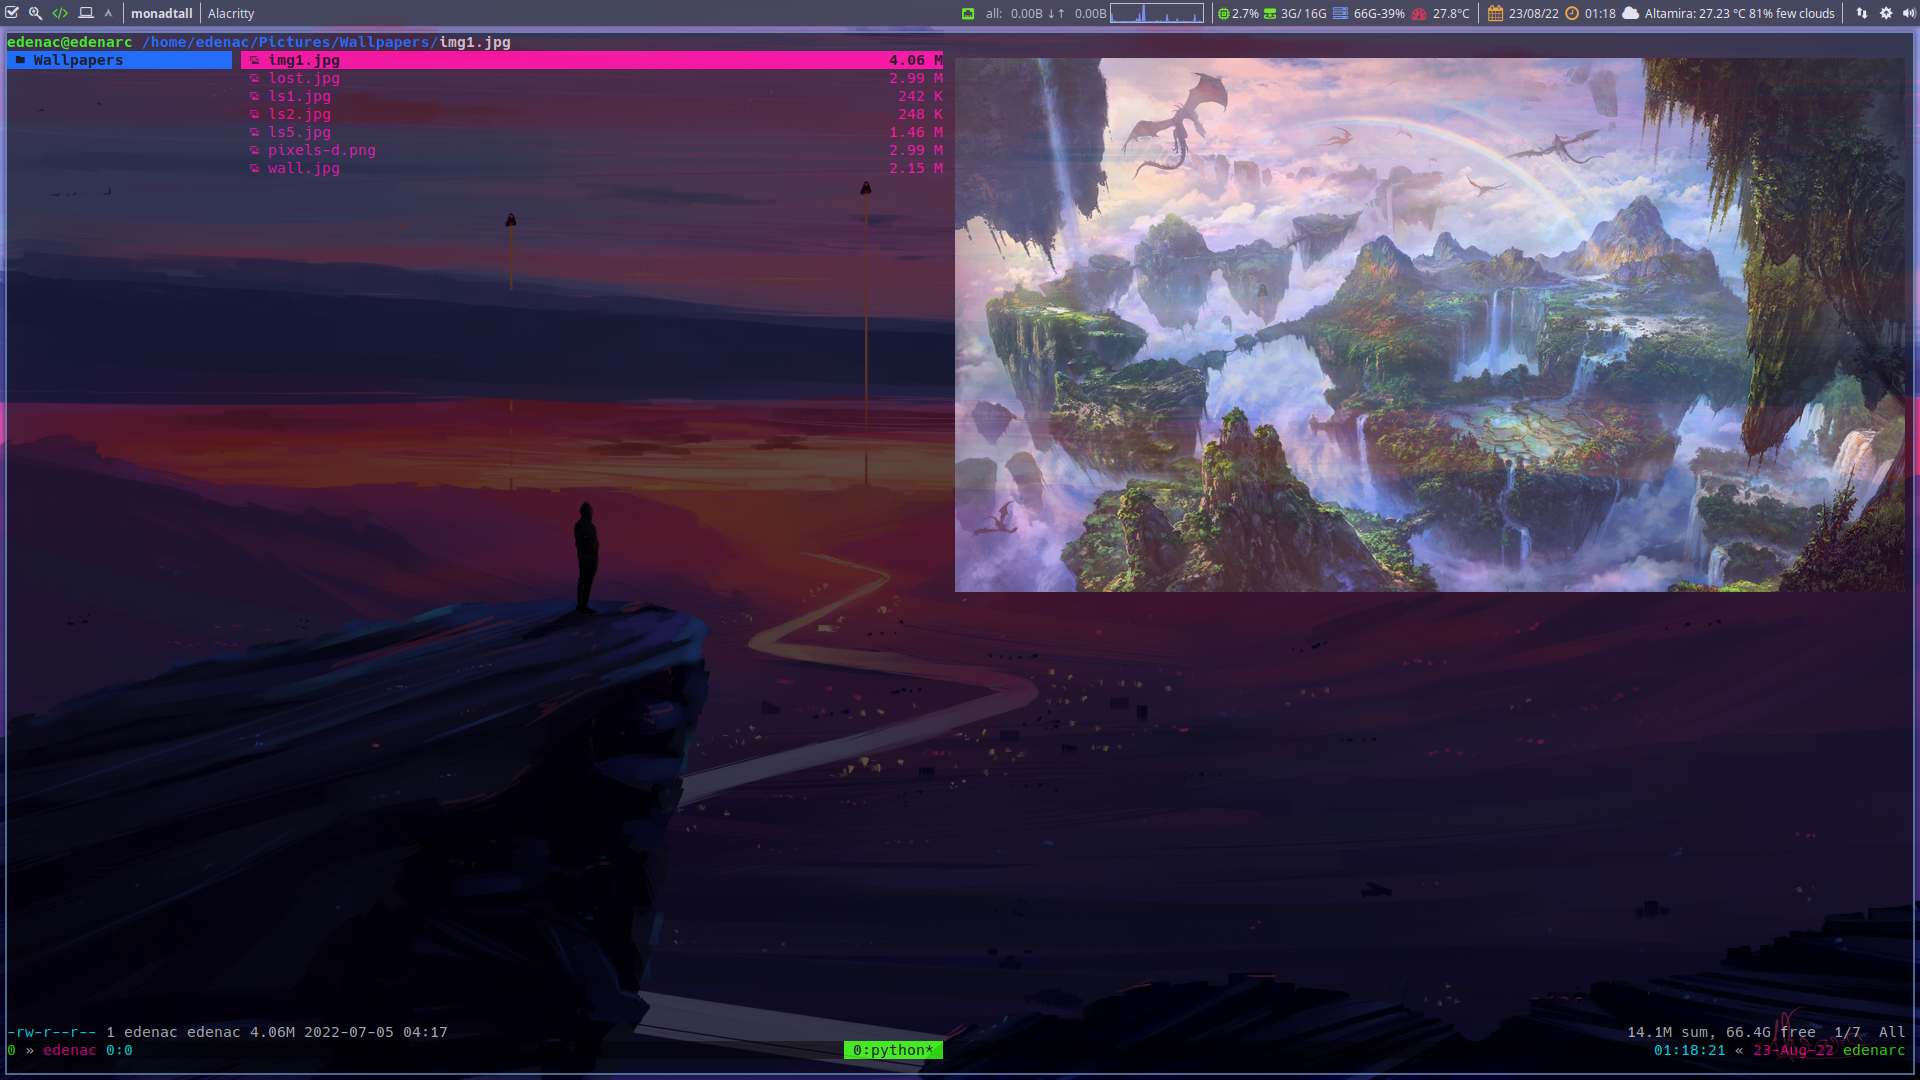 </> monadtall Alacritty all: 0.00B ↓↑ 0.00B 2.7% 3G/ 16G 66G-39% 27.8°C 23/08/22 01:18 Altamira: 27.23 °C 81% few clouds
edenac@edenarc /home/edenac/Pictures/Wallpapers/img1.jpg
Wallpapers
img1.jpg 4.06 M
lost.jpg 2.99 M
ls1.jpg 242 K
ls2.jpg 248 K
ls5.jpg 1.46 M
pixels-d.png 2.99 M
wall.jpg 2.15 M
-rw-r--r-- 1 edenac edenac 4.06M 2022-07-05 04:17 14.1M sum, 66.4G free 1/7 All
0 » edenac 0:0 0:python* 01:18:21 « 23-Aug-22 edenarc